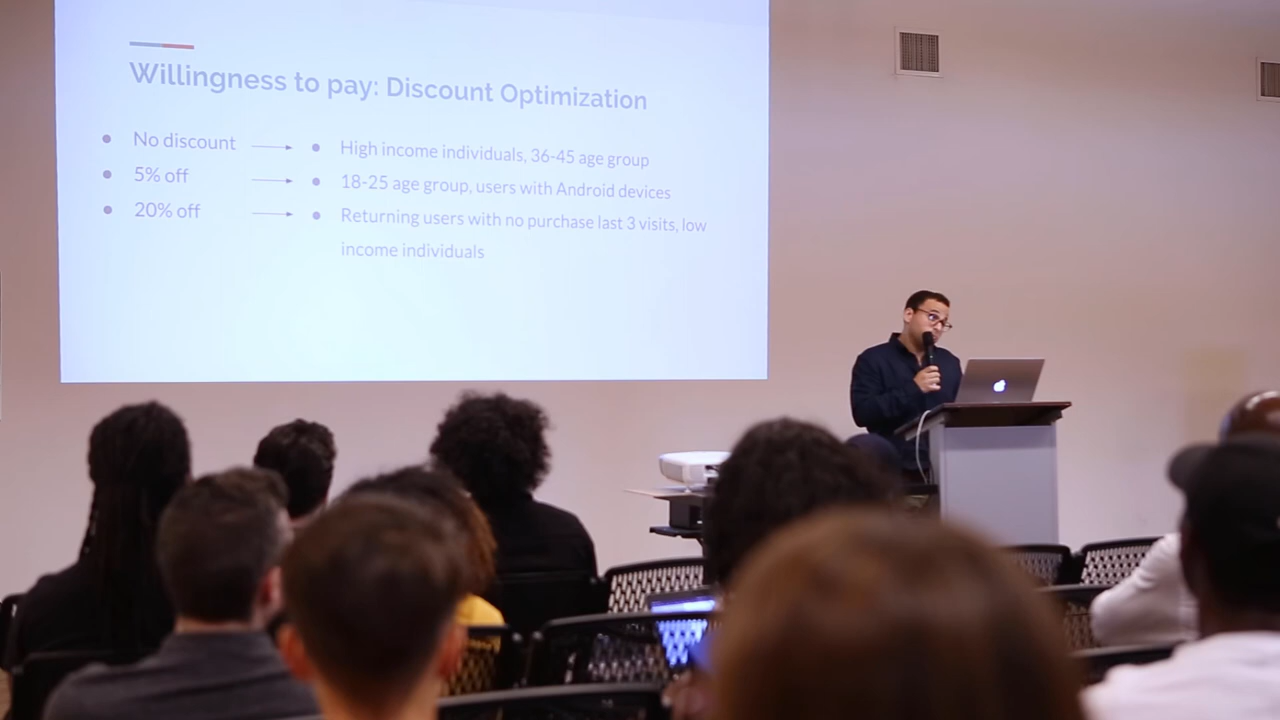 Willingness to pay: Discount Optimization
No discount
High income individuals, 36-45 age group
5% off
18-25 age group, users with Android devices
20% off
Returning users with no purchase last 3 visits, low
income individuals